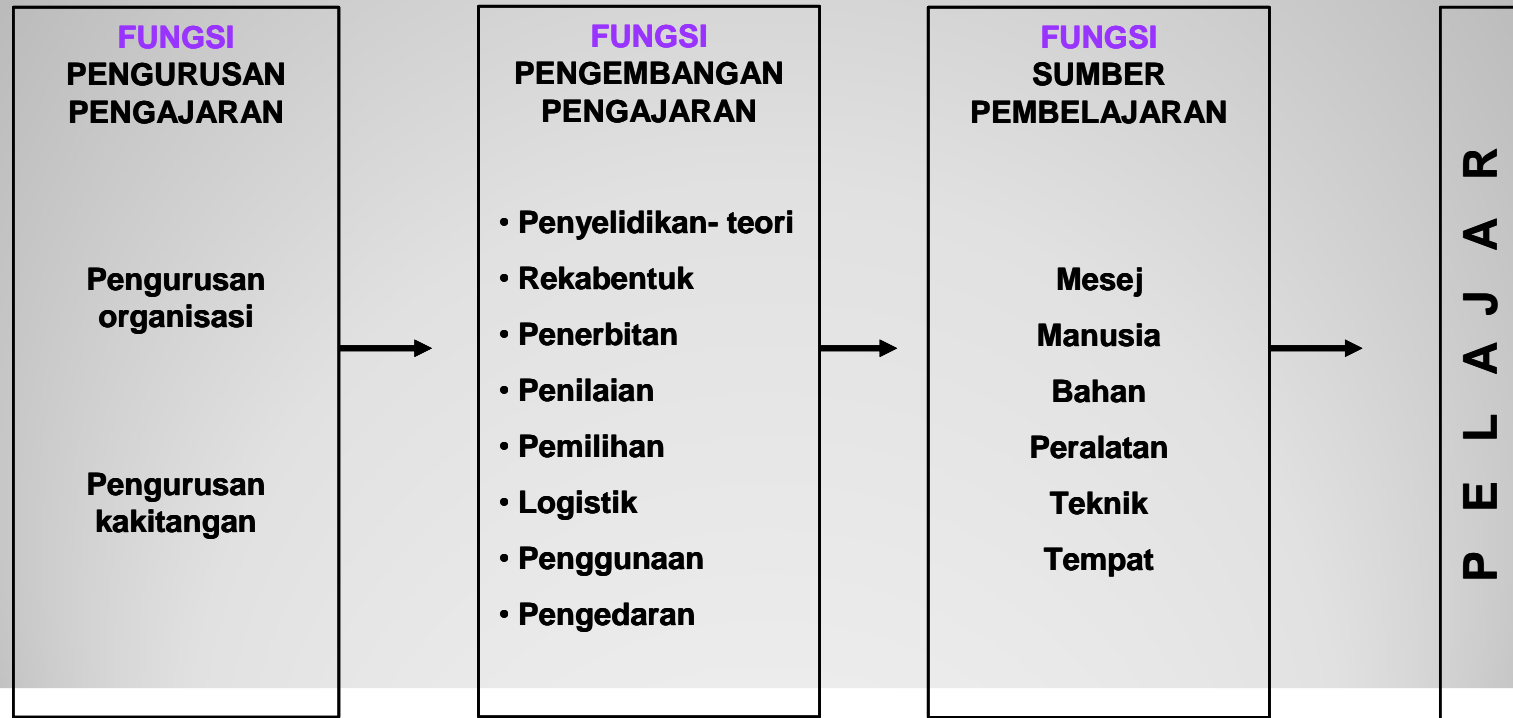 FUNGSI
PENGURUSAN
PENGAJARAN
Pengurusan
organisasi
Pengurusan
kakitangan
FUNGSI
PENGEMBANGAN
PENGAJARAN
• Penyelidikan- teori
• Rekabentuk
• Penerbitan
• Penilaian
• Pemilihan
• Logistik
• Penggunaan
• Pengedaran
FUNGSI
SUMBER
PEMBELAJARAN
Mesej
Manusia
Bahan
Peralatan
Teknik
Tempat
P E L A J A R